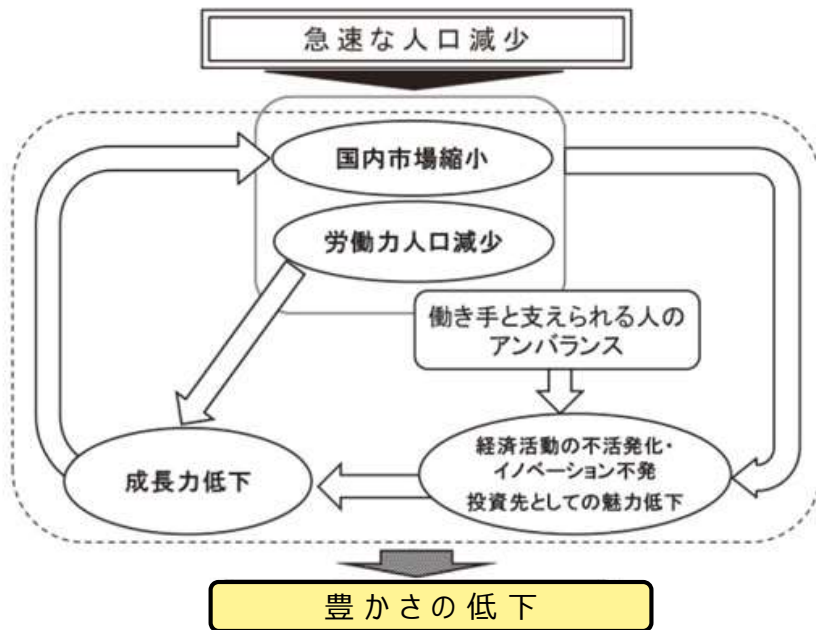 急速な人口減少
国内市場縮小
労働力人口減少
働き手と支えられる人の
アンバランス
経済活動の不活発化・
イノベーション不発
投資先としての魅力低下
成長力低下
豊かさの低下